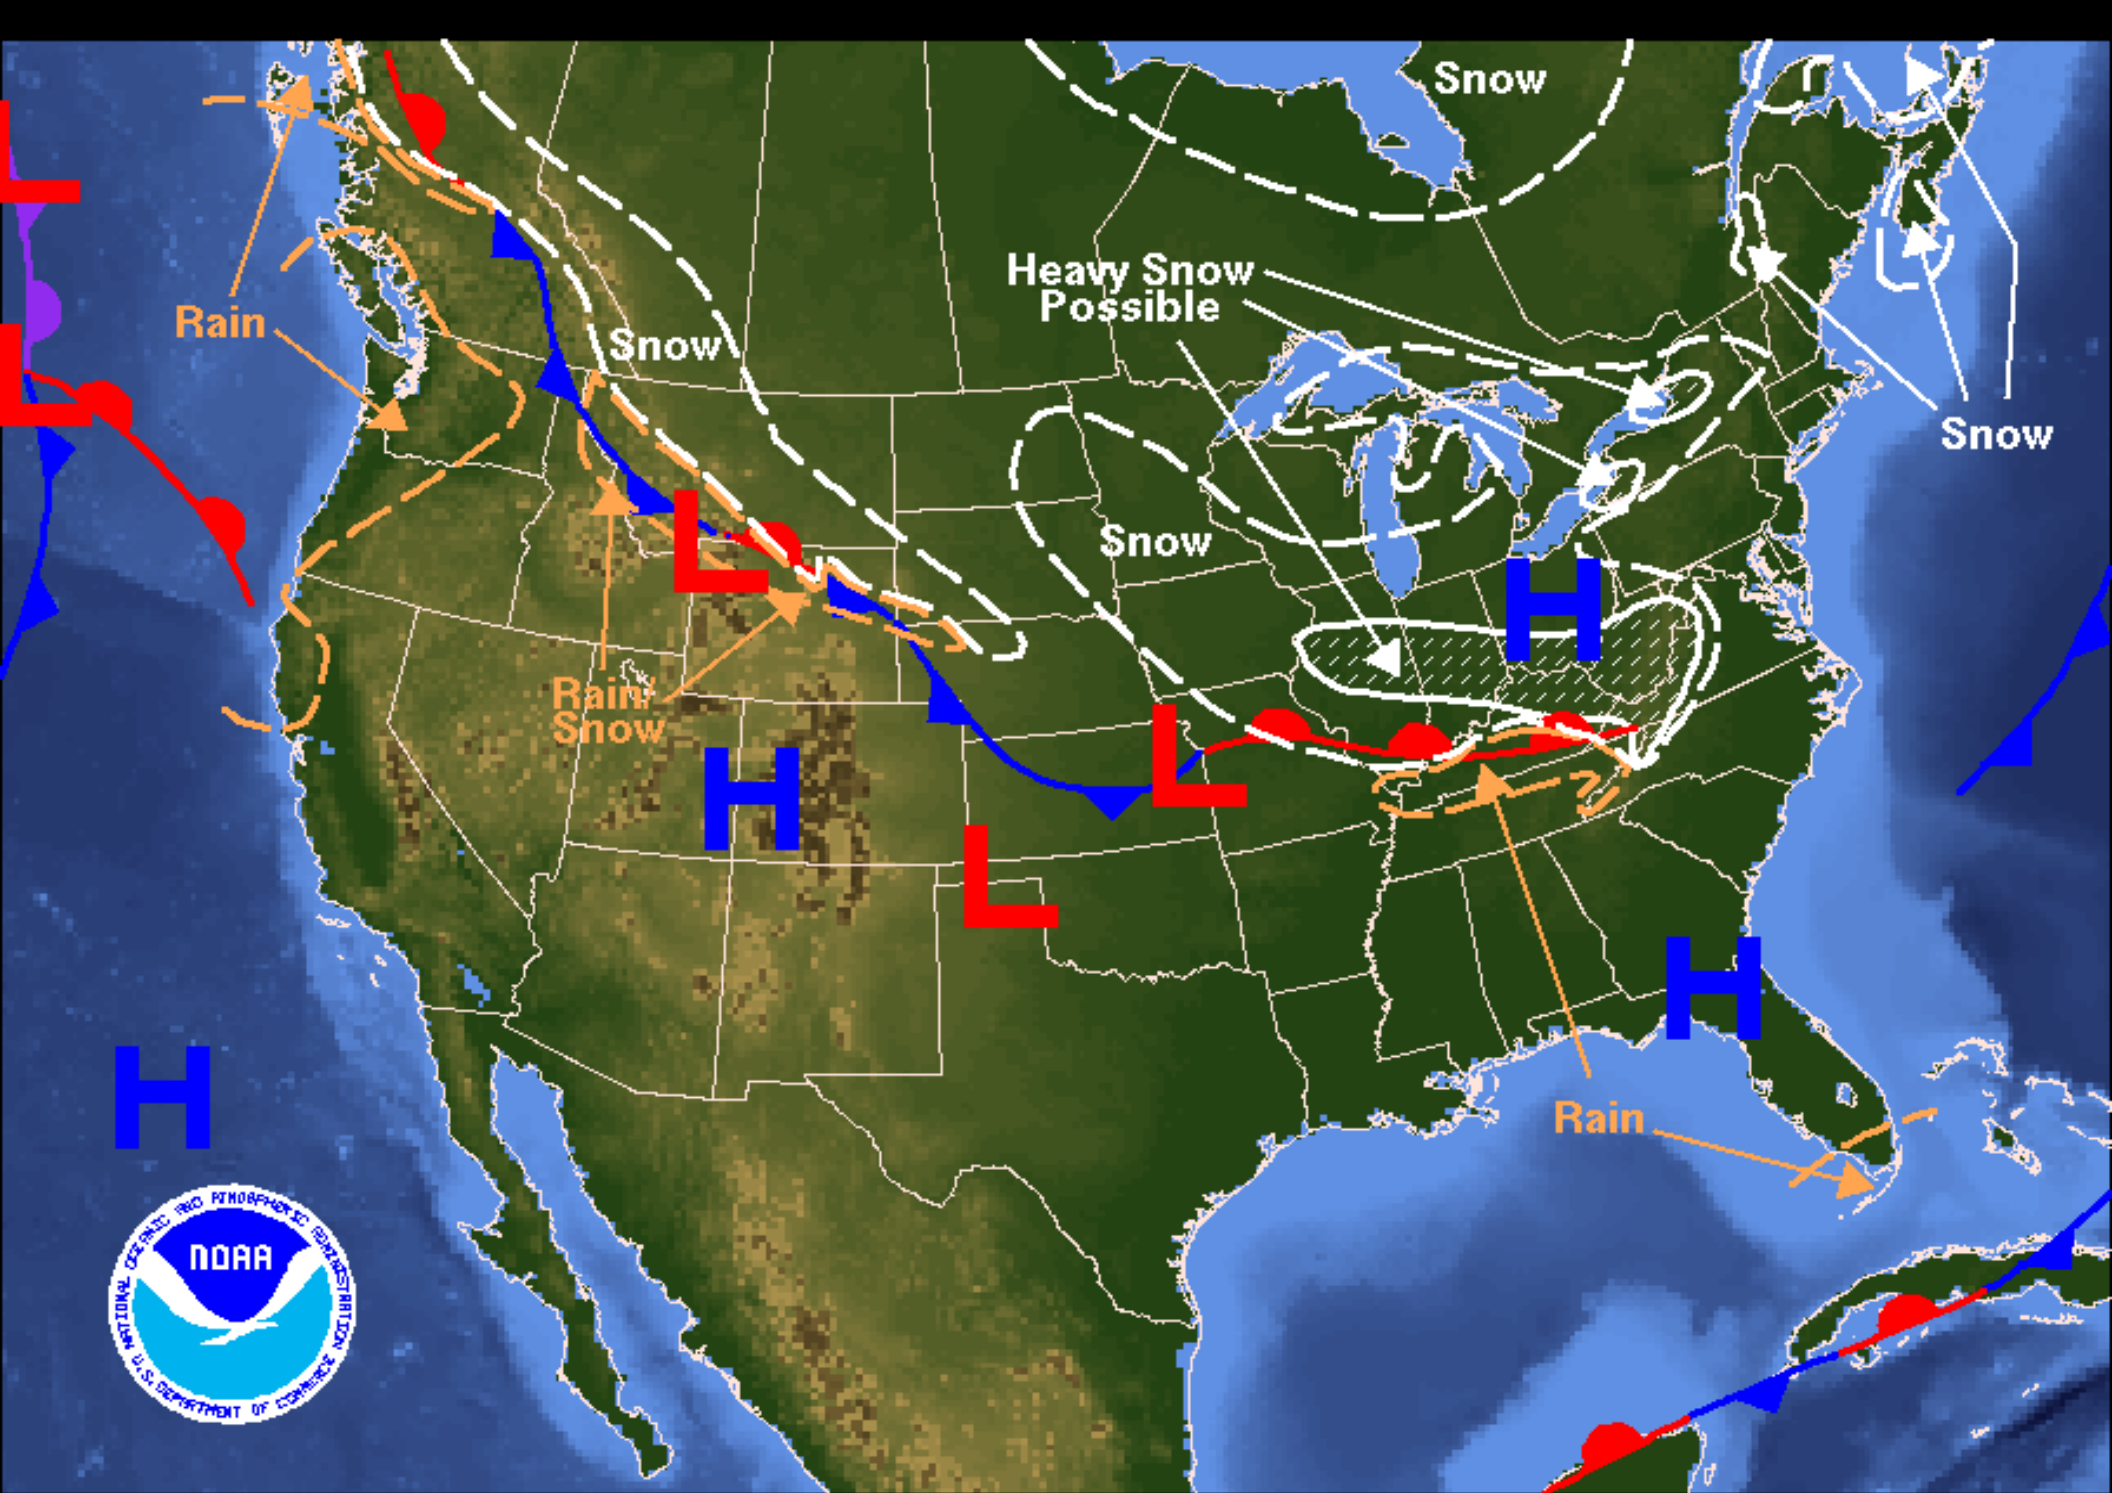 Snow
Heavy Snow
Possible
Rain
Snow
Snow
Snow
Rain/
Snow
L
L
L
L
L
H
H
H
H
H
Rain
NATIONAL OCEANIC AND ATMOSPHERIC ADMINISTRATION
NOAA
U.S. DEPARTMENT OF COMMERCE